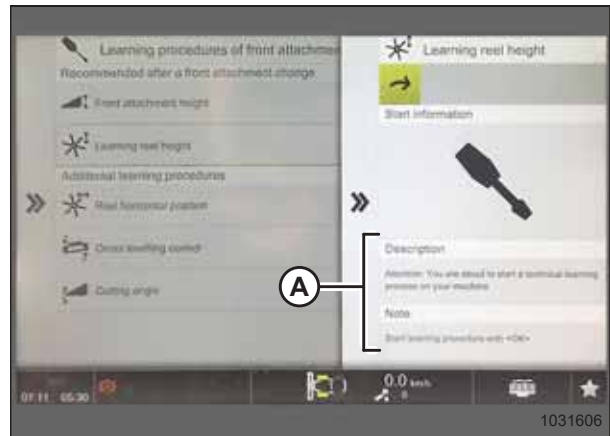 Learning procedures of front attachmen
Recommended after a front attachment change
Front attachment height
Learning reel height
Additional learning procedures
Reel horizontal position
Cross levelling control
Cutting angle
Learning reel height
Start information
Description
Attention: You are about to start a technical learning
process on your machine.
Note
Start learning procedure with <OK>
A
07.11 05:30
0.0 km/h
0
1031606